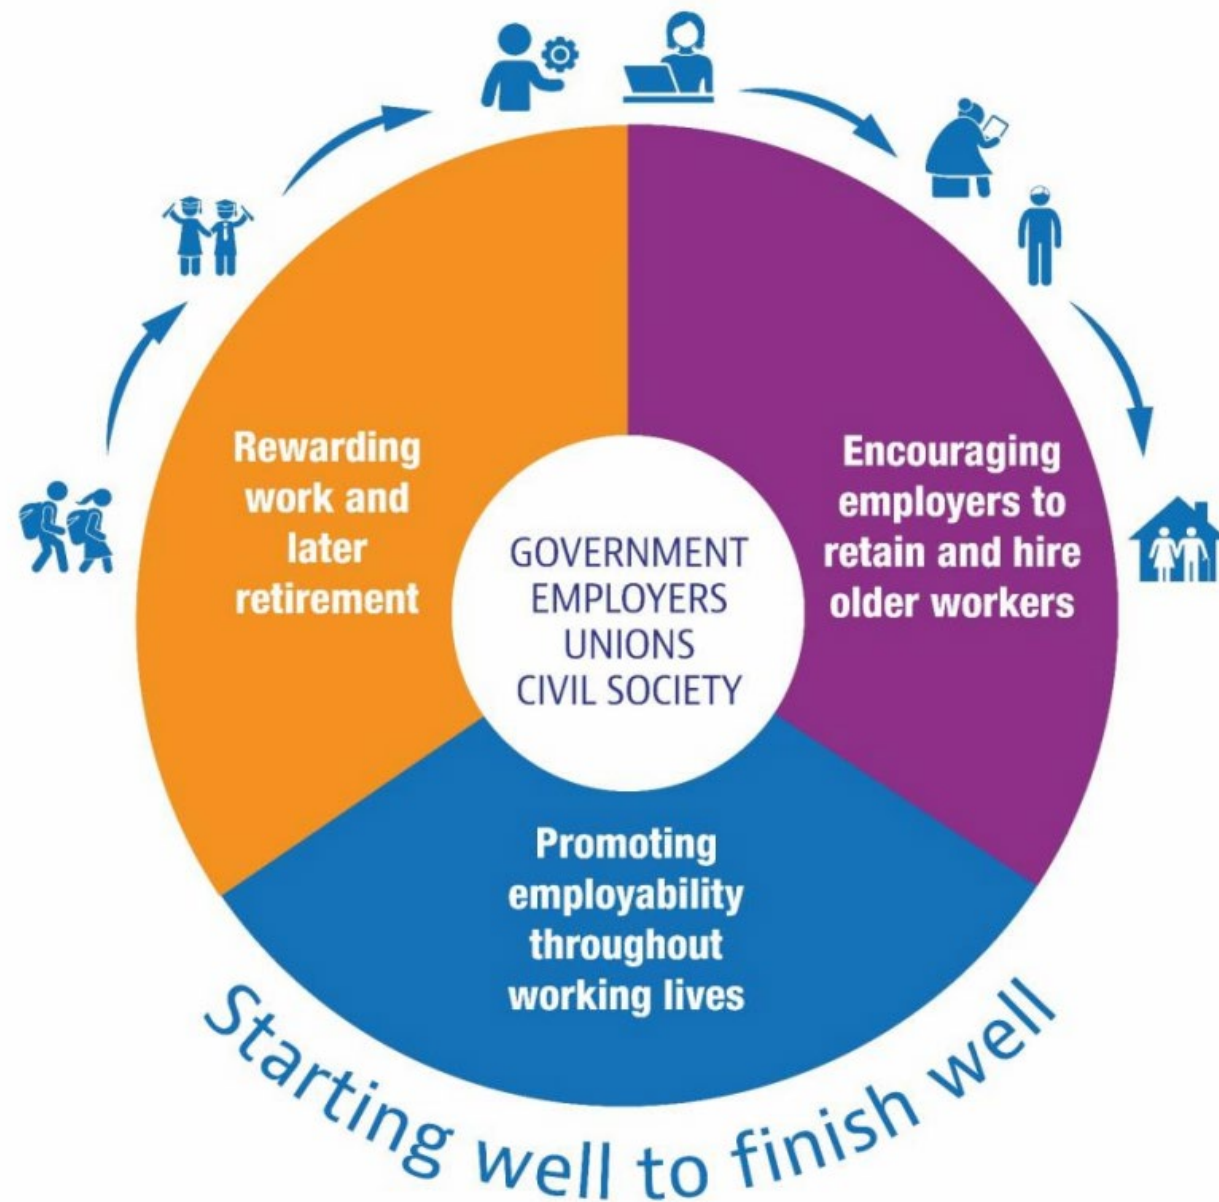 Rewarding
work and
later
retirement
Encouraging
employers to
retain and hire
older workers
GOVERNMENT
EMPLOYERS
UNIONS
CIVIL SOCIETY
Promoting
employability
throughout
working lives
Starting well to finish well